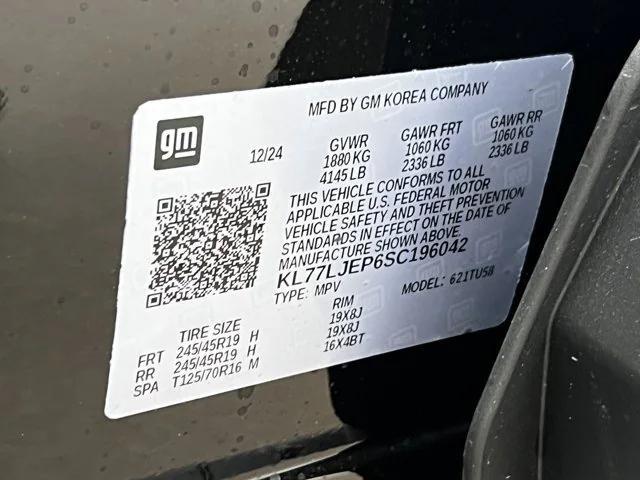 MFD BY GM KOREA COMPANY
gm
12/24
GVWR GAWR FRT GAWR RR
1880 KG 1060 KG 1060 KG
4145 LB 2336 LB 2336 LB
THIS VEHICLE CONFORMS TO ALL
APPLICABLE U.S. FEDERAL MOTOR
VEHICLE SAFETY AND THEFT PREVENTION
STANDARDS IN EFFECT ON THE DATE OF
MANUFACTURE SHOWN ABOVE.
KL77LJEP6SC196042
TYPE: MPV MODEL: 621TU58
TIRE SIZE RIM
FRT 245/45R19 H 19X8J
RR 245/45R19 H 19X8J
SPA T125/70R16 M 16X4BT